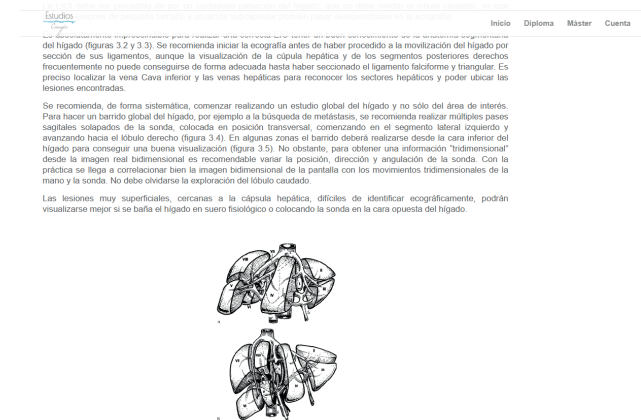 Estudios
Inicio Diploma Máster Cuenta
Es absolutamente imprescindible para realizar una correcta
del hígado (figuras 3.2 y 3.3). Se recomienda iniciar la ecografía antes de haber procedido a la movilización del hígado por
sección de sus ligamentos, aunque la visualización de la cúpula hepática y de los segmentos posteriores derechos
frecuentemente no puede conseguirse de forma adecuada hasta haber seccionado el ligamento falciforme y triangular. Es
preciso localizar la vena Cava inferior y las venas hepáticas para reconocer los sectores hepáticos y poder ubicar las
lesiones encontradas.
Se recomienda, de forma sistemática, comenzar realizando un estudio global del hígado y no sólo del área de interés.
Para hacer un barrido global del hígado, por ejemplo a la búsqueda de metástasis, se recomienda realizar múltiples pases
sagitales solapados de la sonda, colocada en posición transversal, comenzando en el segmento lateral izquierdo y
avanzando hacia el lóbulo derecho (figura 3.4). En algunas zonas el barrido deberá realizarse desde la cara inferior del
hígado para conseguir una buena visualización (figura 3.5). No obstante, para obtener una información "tridimensional"
desde la imagen real bidimensional es recomendable variar la posición, dirección y angulación de la sonda. Con la
práctica se llega a correlacionar bien la imagen bidimensional de la pantalla con los movimientos tridimensionales de la
mano y la sonda. No debe olvidarse la exploración del lóbulo caudado.
Las lesiones muy superficiales, cercanas a la cápsula hepática, difíciles de identificar ecográficamente, podrán
visualizarse mejor si se baña el hígado en suero fisiológico o colocando la sonda en la cara opuesta del hígado.